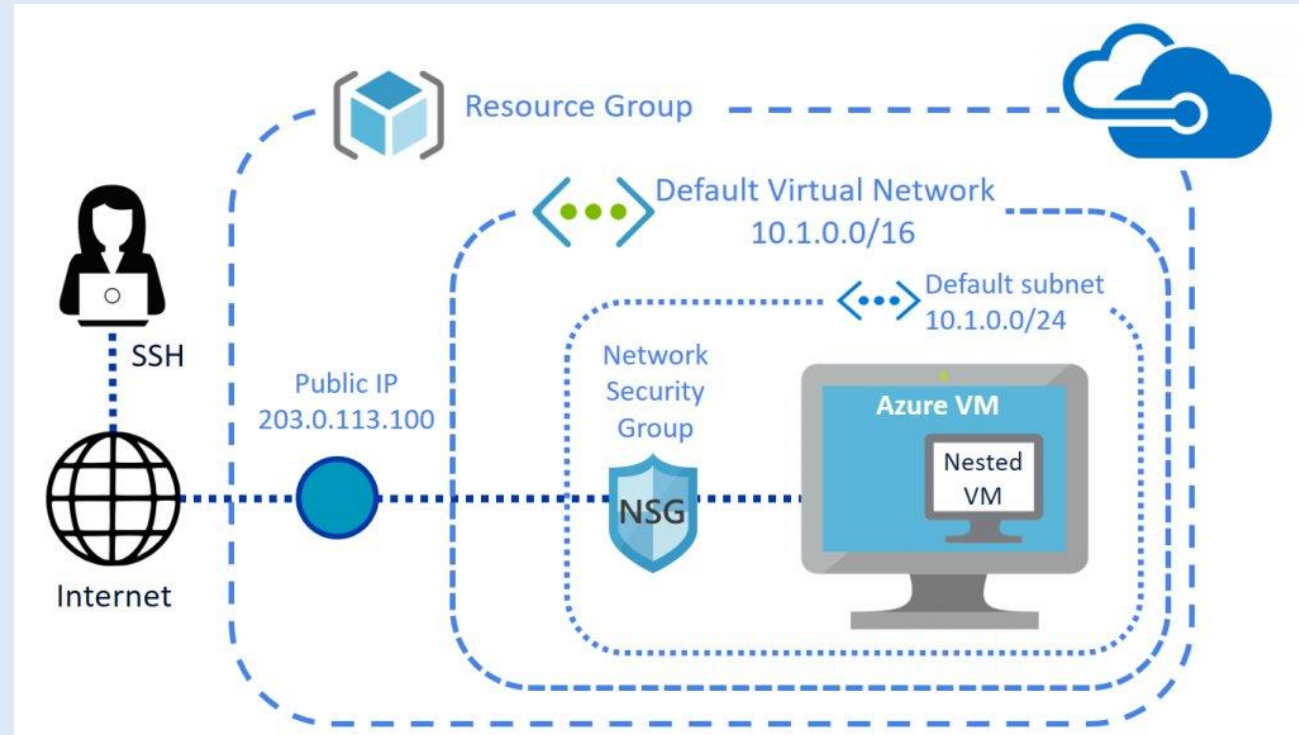 Resource Group
Default Virtual Network
10.1.0.0/16
Default subnet
10.1.0.0/24
SSH
Public IP
203.0.113.100
Network
Security
Group
NSG
Azure VM
Nested
VM
Internet